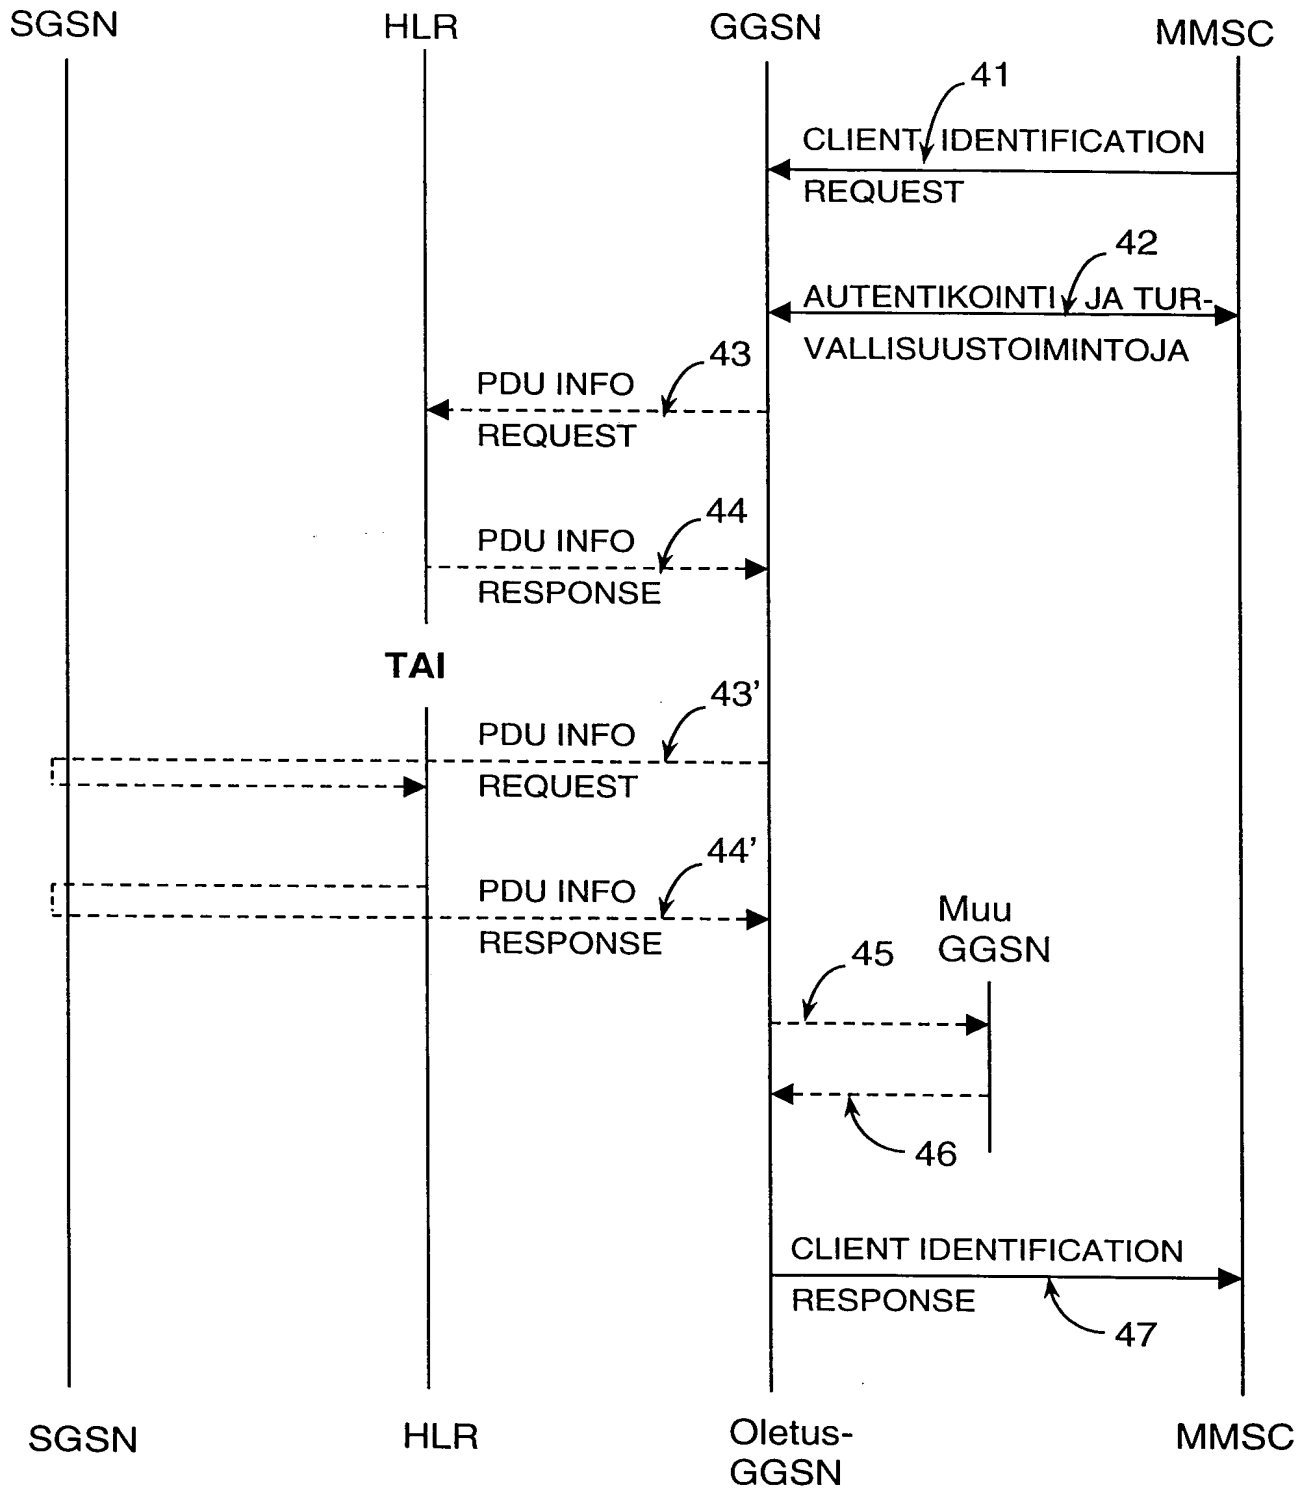 SGSN HLR GGSN MMSC
41
CLIENT IDENTIFICATION
REQUEST
42
AUTENTIKOINTI JA TUR-
VALLISUUSTOIMINTOJA
43
PDU INFO
REQUEST
44
PDU INFO
RESPONSE
TAI
43'
PDU INFO
REQUEST
44'
PDU INFO
RESPONSE
Muu
GGSN
45
46
CLIENT IDENTIFICATION
RESPONSE
47
SGSN HLR Oletus- MMSC
GGSN